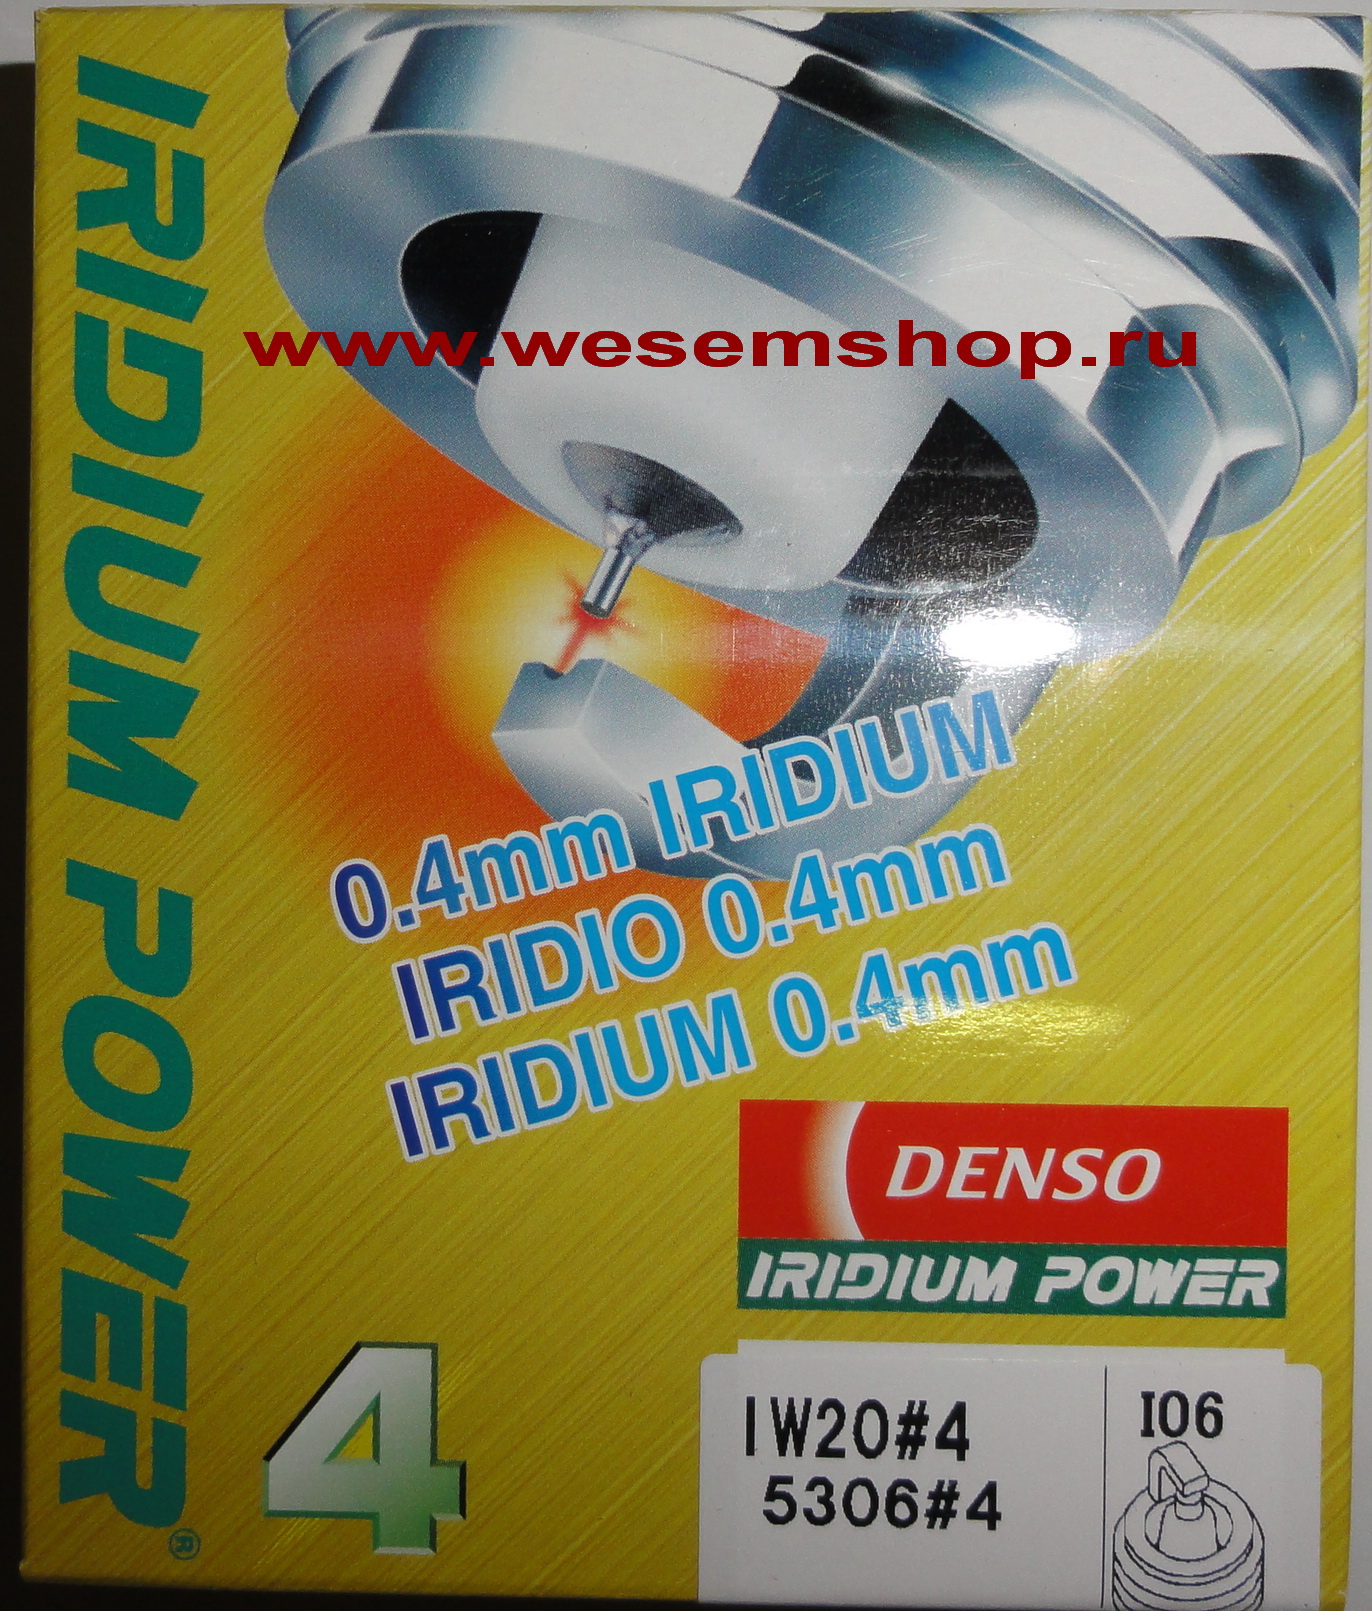 IRIDIUM POWER®
www.wesemshop.ru
0.4mm IRIDIUM
IRIDIO 0.4mm
IRIDIUM 0.4mm
DENSO
IRIDIUM POWER
4
IW20#4
5306#4
I06